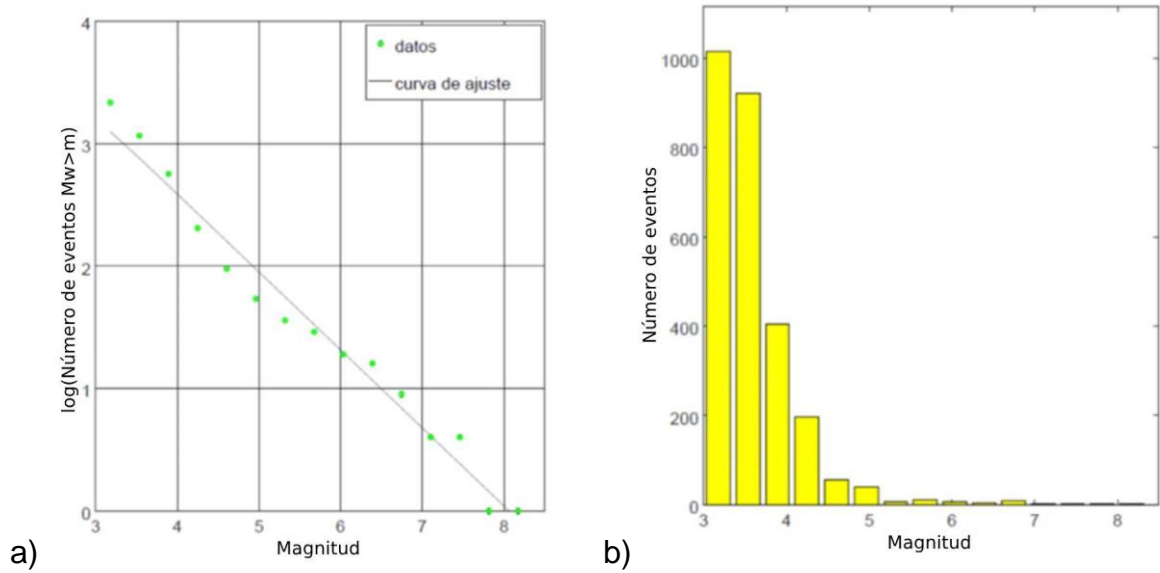 4
3
2
1
0
3
4
5
6
7
8
log(Número de eventos Mw>m)
Magnitud
datos
curva de ajuste
a)
1000
800
600
400
200
0
3
4
5
6
7
8
Número de eventos
Magnitud
b)